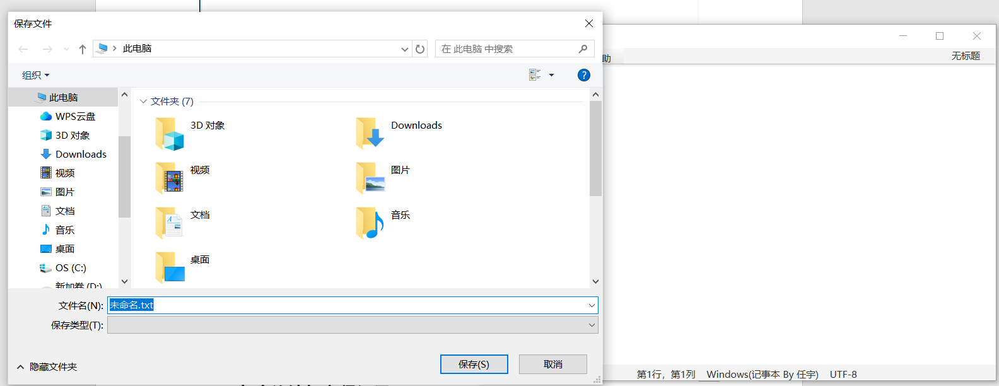 保存文件
此电脑
在 此电脑 中搜索
组织
此电脑
WPS云盘
3D 对象
Downloads
视频
图片
文档
音乐
桌面
OS (C:)
新加卷 (D:)
文件夹 (7)
3D 对象
Downloads
视频
图片
文档
音乐
桌面
文件名(N):
未命名.txt
保存类型(T):
隐藏文件夹
保存(S)
取消
助
无标题
第1行，第1列
Windows(记事本 By 任宇)
UTF-8